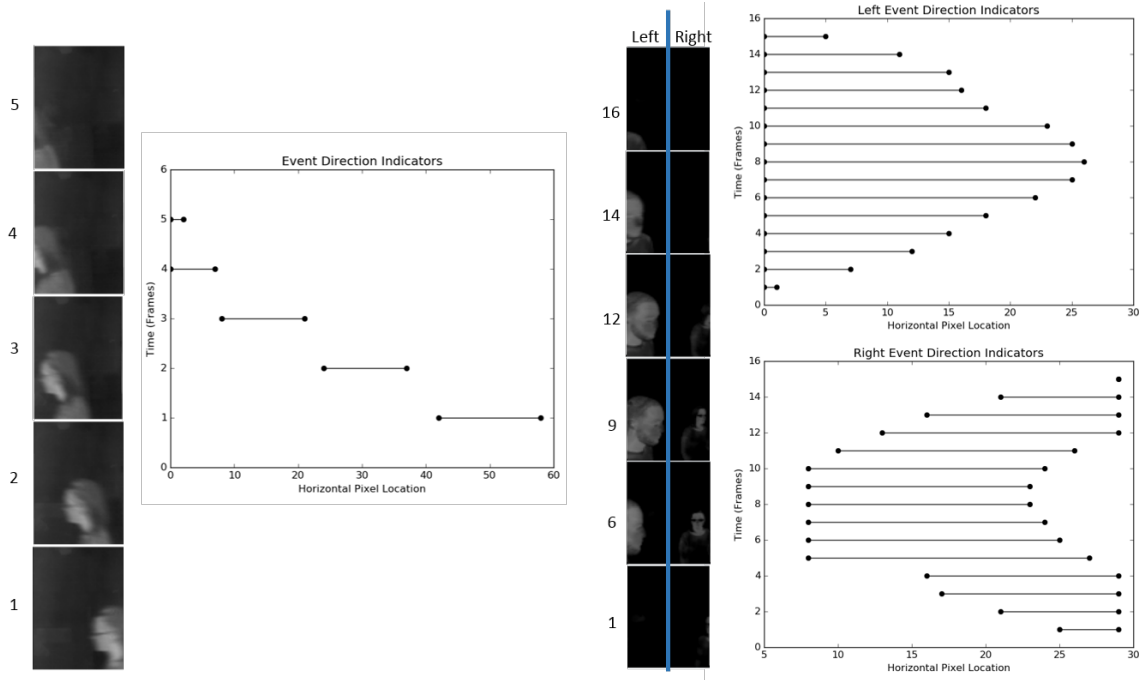 5
4
3
2
1
Event Direction Indicators
6
5
4
3
2
1
0
Time (Frames)
0 10 20 30 40 50 60
Horizontal Pixel Location
Left Right
16
14
12
9
6
1
Left Event Direction Indicators
16
14
12
10
8
6
4
2
0
Time (Frames)
0 5 10 15 20 25 30
Horizontal Pixel Location
Right Event Direction Indicators
16
14
12
10
8
6
4
2
0
Time (Frames)
5 10 15 20 25 30
Horizontal Pixel Location